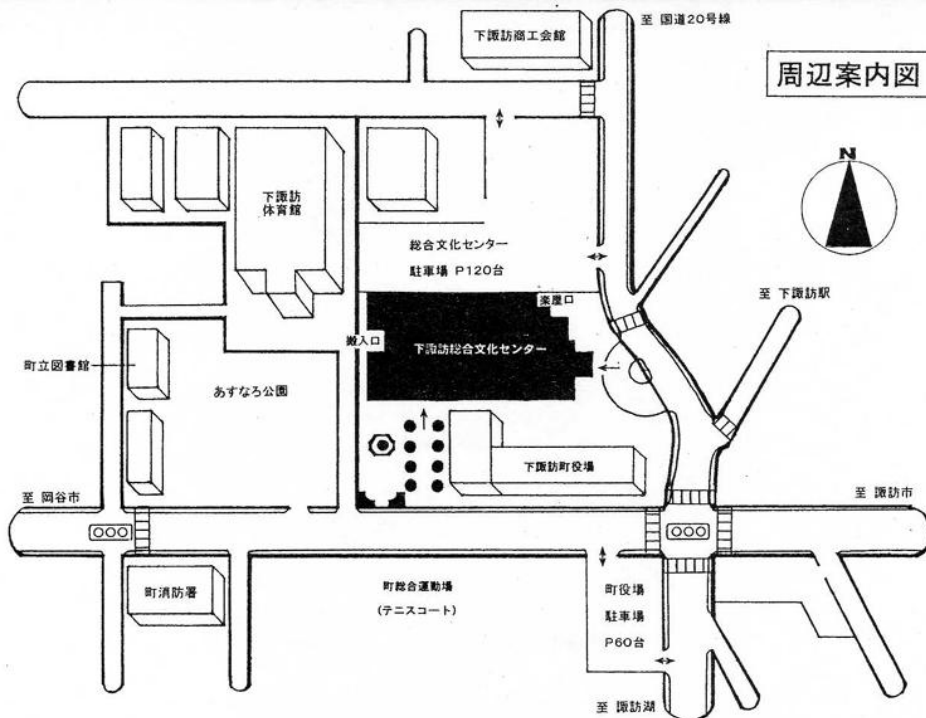 至 国道20号線
下諏訪商工会館
周辺案内図
N
下諏訪
体育館
総合文化センター
駐車場 P120台
楽屋口
至 下諏訪駅
搬入口
下諏訪総合文化センター
町立図書館
あすなろ公園
下諏訪町役場
至 岡谷市
至 諏訪市
町消防署
町総合運動場
(テニスコート)
町役場
駐車場
P60台
至 諏訪湖